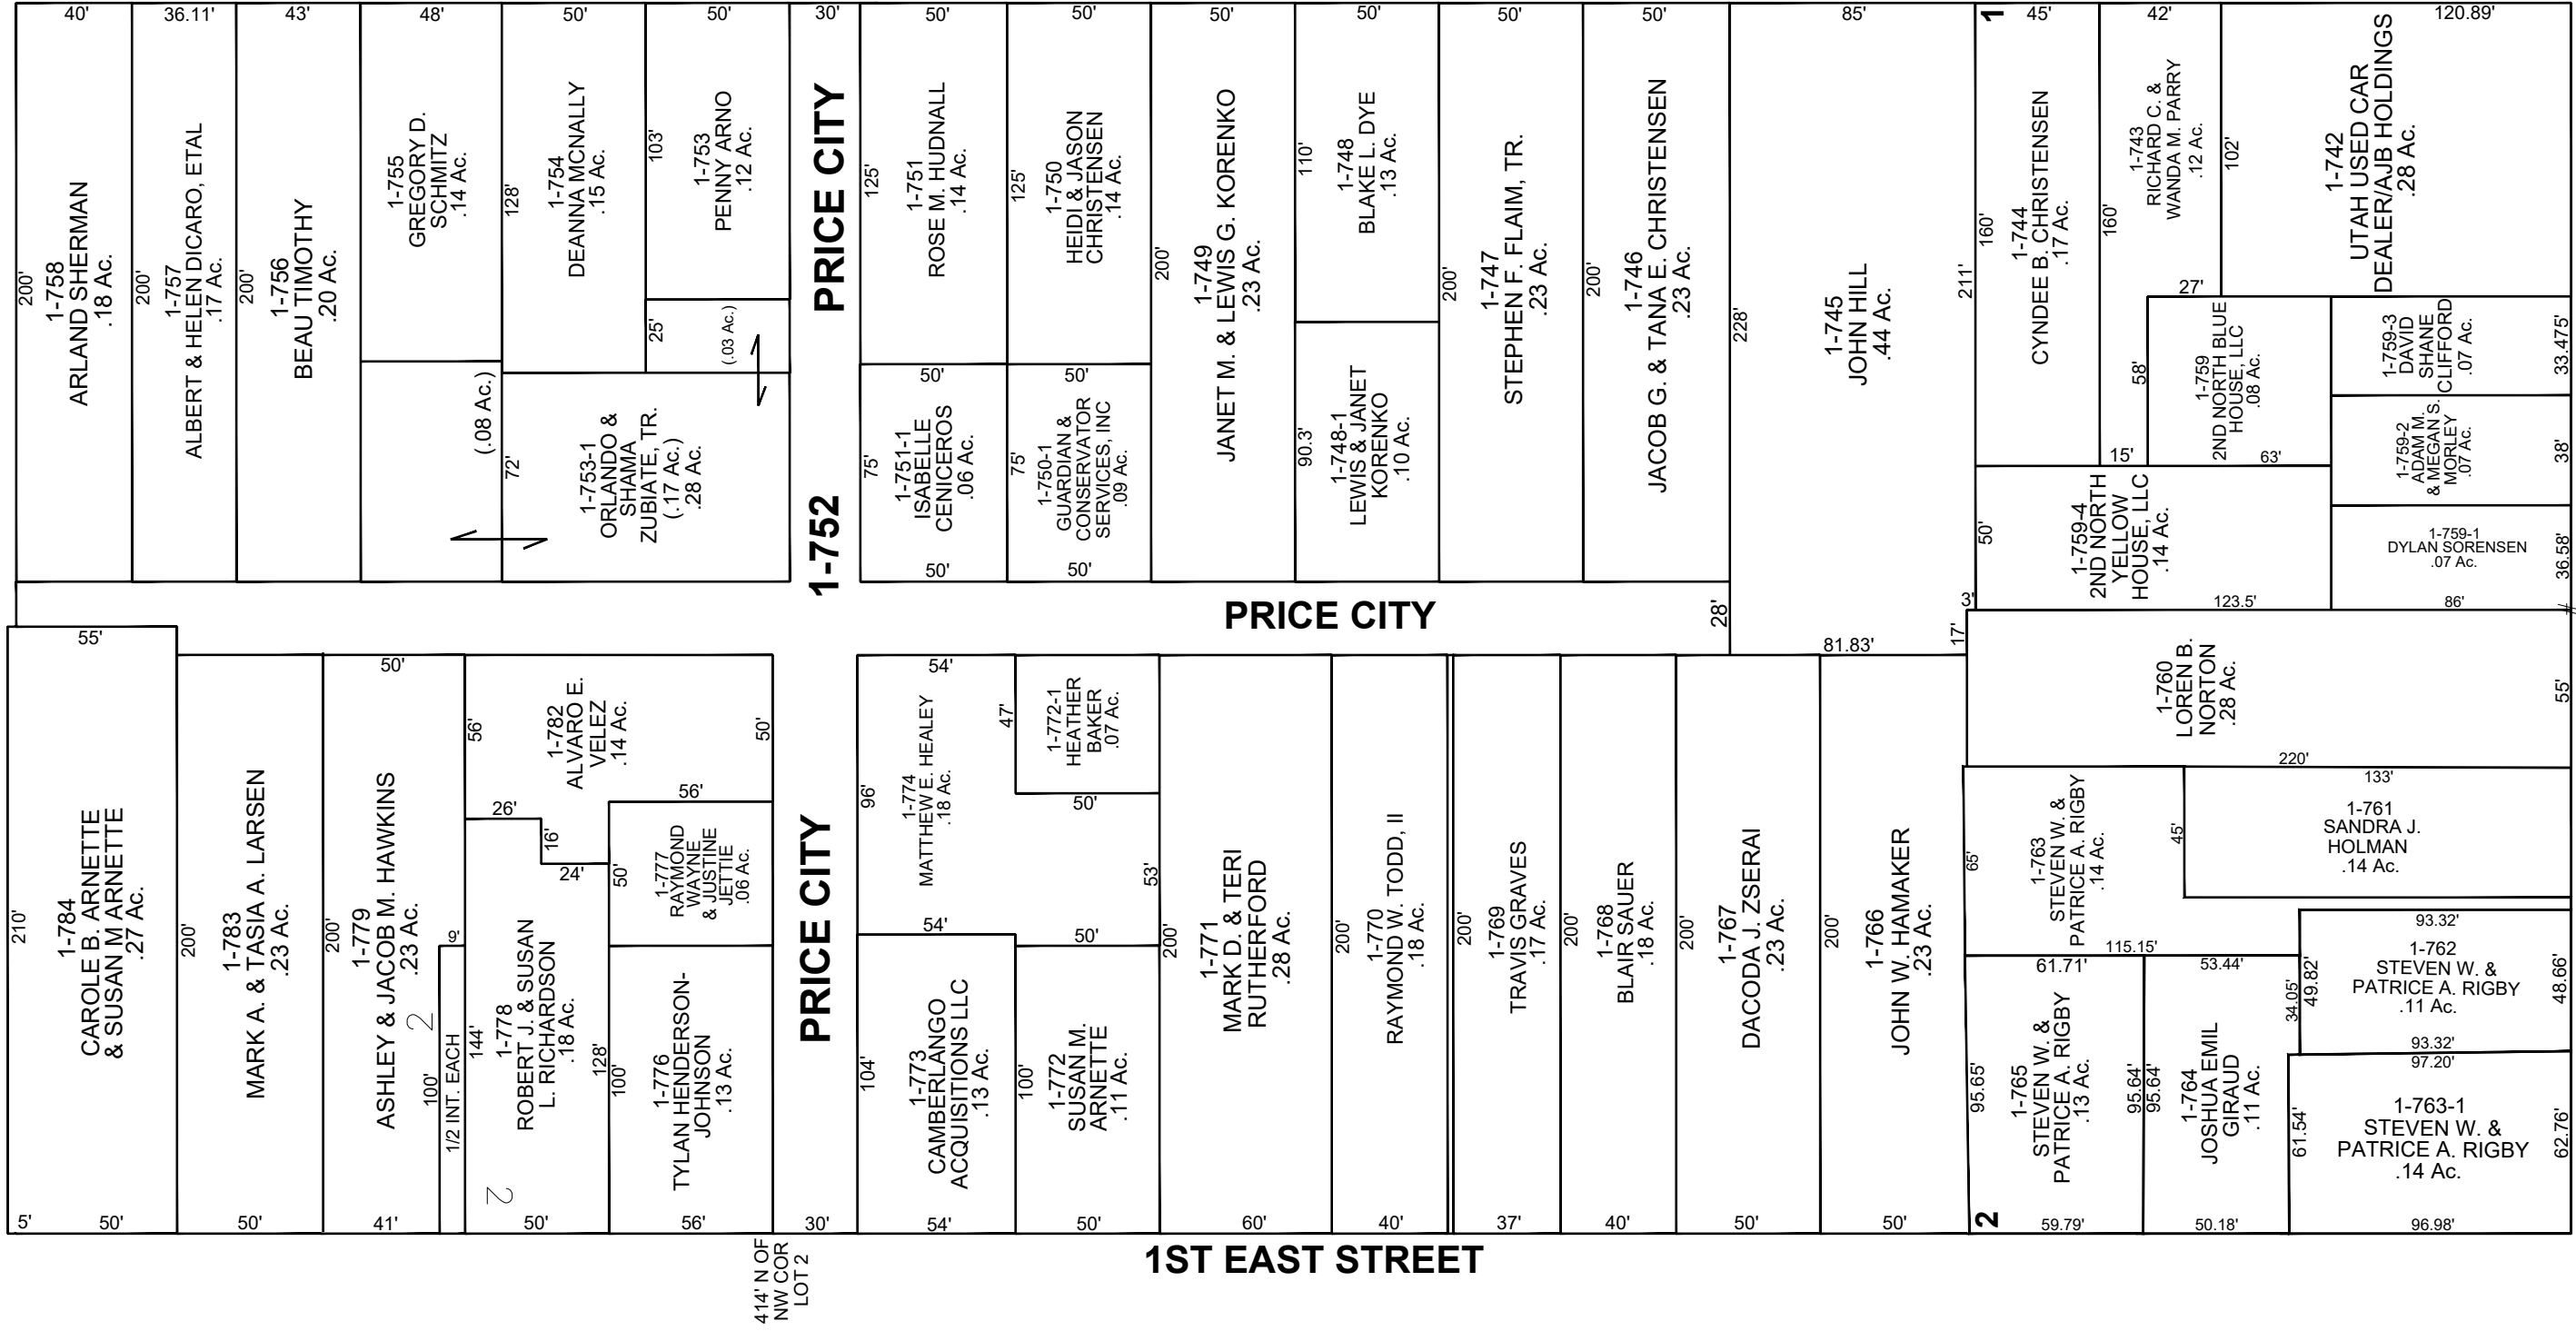 40'
36.11'
43'
48'
50'
50'
30'
50'
50'
50'
50'
50'
50'
85'
1
45'
42'
120.89'
200'
1-758
ARLAND SHERMAN
.18 Ac.
200'
1-757
ALBERT & HELEN DICARO, ETAL
.17 Ac.
200'
1-756
BEAU TIMOTHY
.20 Ac.
1-755
GREGORY D.
SCHMITZ
.14 Ac.
(.08 Ac.)
128'
1-754
DEANNA MCNALLY
.15 Ac.
103'
1-753
PENNY ARNO
.12 Ac.
25'
(.03 Ac.)
72'
1-753-1
ORLANDO &
SHAMA
ZUBIATE, TR.
(.17 Ac.)
.28 Ac.
PRICE CITY
1-752
125'
1-751
ROSE M. HUDNALL
.14 Ac.
125'
1-750
HEIDI & JASON
CHRISTENSEN
.14 Ac.
50'
50'
75'
1-751-1
ISABELLE
CENICEROS
.06 Ac.
75'
1-750-1
GUARDIAN &
CONSERVATOR
SERVICES, INC
.09 Ac.
50'
50'
200'
1-749
JANET M. & LEWIS G. KORENKO
.23 Ac.
110'
1-748
BLAKE L. DYE
.13 Ac.
90.3'
1-748-1
LEWIS & JANET
KORENKO
.10 Ac.
200'
1-747
STEPHEN F. FLAIM, TR.
.23 Ac.
200'
1-746
JACOB G. & TANA E. CHRISTENSEN
.23 Ac.
228'
1-745
JOHN HILL
.44 Ac.
211'
28'
81.83'
3'
17'
160'
1-744
CYNDEE B. CHRISTENSEN
.17 Ac.
160'
1-743
RICHARD C. &
WANDA M. PARRY
.12 Ac.
102'
27'
58'
15'
1-742
UTAH USED CAR
DEALER/AJB HOLDINGS
.28 Ac.
1-759
2ND NORTH BLUE
HOUSE, LLC
.08 Ac.
63'
1-759-3
DAVID
SHANE
CLIFFORD
.07 Ac.
33.475'
1-759-2
ADAM M.
& MEGAN S.
MORLEY
.07 Ac.
38'
50'
1-759-4
2ND NORTH
YELLOW
HOUSE, LLC
.14 Ac.
123.5'
1-759-1
DYLAN SORENSEN
.07 Ac.
36.58'
86'
PRICE CITY
1-760
LOREN B.
NORTON
.28 Ac.
55'
220'
55'
210'
1-784
CAROLE B. ARNETTE
& SUSAN M ARNETTE
.27 Ac.
5'
50'
200'
1-783
MARK A. & TASIA A. LARSEN
.23 Ac.
50'
50'
200'
1-779
ASHLEY & JACOB M. HAWKINS
.23 Ac.
2
41'
9'
100'
1/2 INT. EACH
56'
1-782
ALVARO E.
VELEZ
.14 Ac.
50'
26'
16'
24'
56'
50'
1-777
RAYMOND
WAYNE
& JUSTINE
JETTIE
.06 Ac.
144'
1-778
ROBERT J. & SUSAN
L. RICHARDSON
.18 Ac.
128'
2
50'
100'
1-776
TYLAN HENDERSON-
JOHNSON
.13 Ac.
56'
PRICE CITY
30'
54'
96'
1-774
MATTHEW E. HEALEY
.18 Ac.
47'
1-772-1
HEATHER
BAKER
.07 Ac.
50'
53'
54'
50'
104'
1-773
CAMBERLANGO
ACQUISITIONS LLC
.13 Ac.
54'
100'
1-772
SUSAN M.
ARNETTE
.11 Ac.
50'
200'
1-771
MARK D. & TERI
RUTHERFORD
.28 Ac.
60'
200'
1-770
RAYMOND W. TODD, II
.18 Ac.
40'
200'
1-769
TRAVIS GRAVES
.17 Ac.
37'
200'
1-768
BLAIR SAUER
.18 Ac.
40'
200'
1-767
DACODA J. ZSERAI
.23 Ac.
50'
200'
1-766
JOHN W. HAMAKER
.23 Ac.
50'
65'
1-763
STEVEN W. &
PATRICE A. RIGBY
.14 Ac.
115.15'
133'
45'
1-761
SANDRA J.
HOLMAN
.14 Ac.
93.32'
1-762
STEVEN W. &
PATRICE A. RIGBY
.11 Ac.
93.32'
49.82'
48.66'
34.05'
61.71'
95.65'
1-765
STEVEN W. &
PATRICE A. RIGBY
.13 Ac.
95.64'
2
59.79'
53.44'
95.64'
1-764
JOSHUA EMIL
GIRAUD
.11 Ac.
50.18'
97.20'
61.54'
1-763-1
STEVEN W. &
PATRICE A. RIGBY
.14 Ac.
62.76'
96.98'
414' N OF
NW COR
LOT 2
1ST EAST STREET